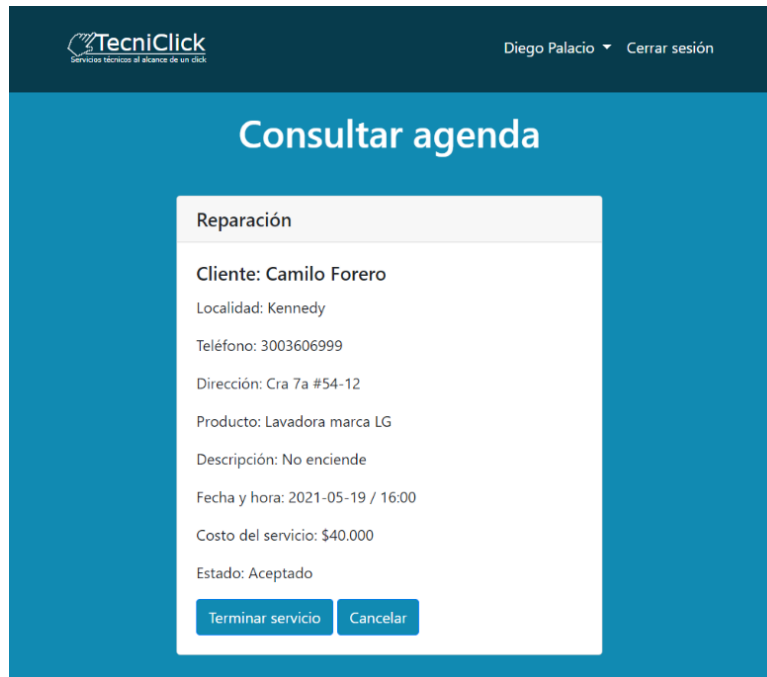 TecniClick
Servicios técnicos al alcance de un click
Diego Palacio Cerrar sesión
Consultar agenda
Reparación
Cliente: Camilo Forero
Localidad: Kennedy
Teléfono: 3003606999
Dirección: Cra 7a #54-12
Producto: Lavadora marca LG
Descripción: No enciende
Fecha y hora: 2021-05-19 / 16:00
Costo del servicio: $40.000
Estado: Aceptado
Terminar servicio Cancelar